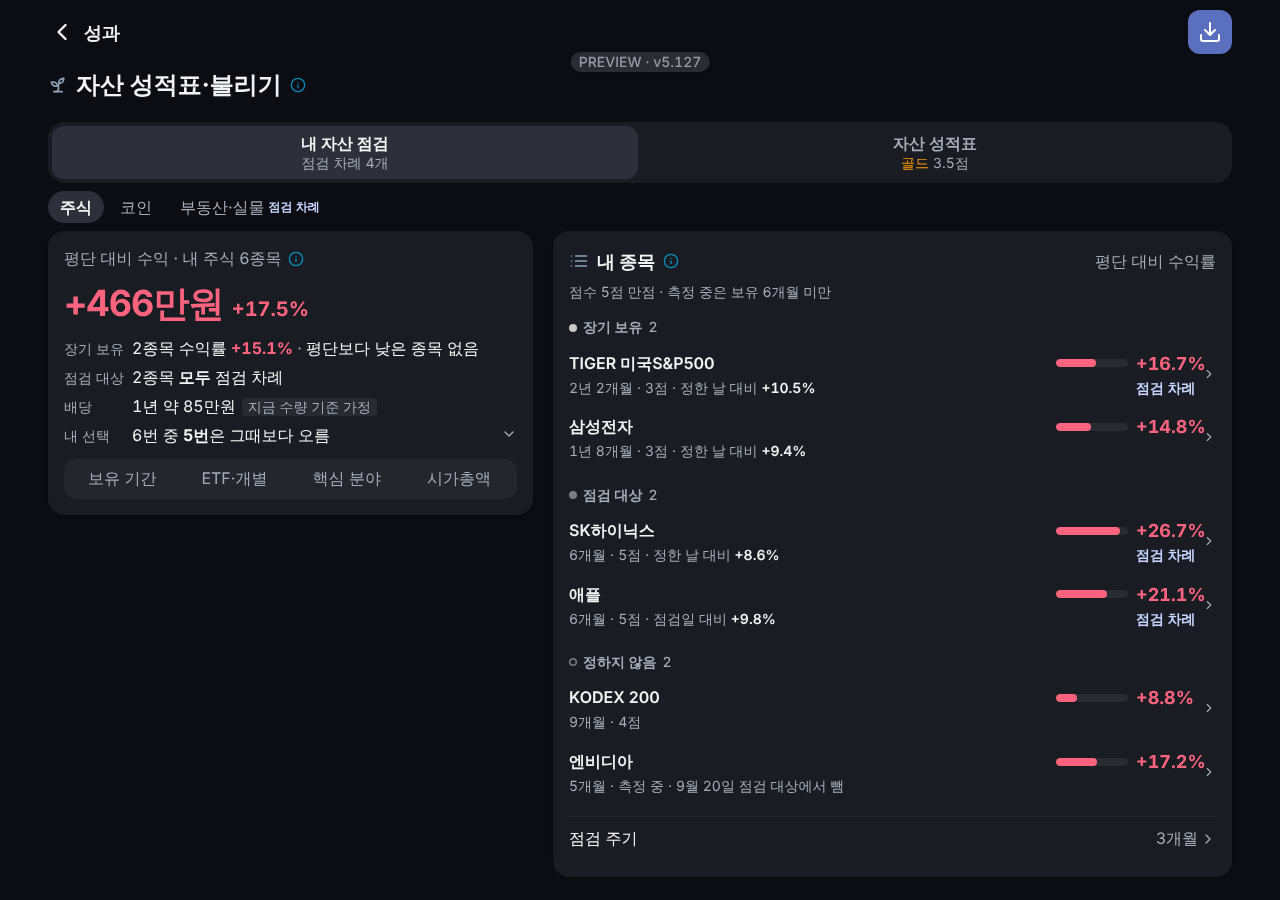 성과
PREVIEW · v5.127
자산 성적표·불리기
내 자산 점검
점검 차례 4개
자산 성적표
골드 3.5점
주식
코인
부동산·실물 점검 차례
평단 대비 수익 · 내 주식 6종목
+466만원 +17.5%
장기 보유 2종목 수익률 +15.1% · 평단보다 낮은 종목 없음
점검 대상 2종목 모두 점검 차례
배당 1년 약 85만원 지금 수량 기준 가정
내 선택 6번 중 5번은 그때보다 오름
보유 기간 ETF·개별 핵심 분야 시가총액
내 종목 평단 대비 수익률
점수 5점 만점 · 측정 중은 보유 6개월 미만
장기 보유 2
TIGER 미국S&P500 +16.7%
2년 2개월 · 3점 · 정한 날 대비 +10.5% 점검 차례
삼성전자 +14.8%
1년 8개월 · 3점 · 정한 날 대비 +9.4%
점검 대상 2
SK하이닉스 +26.7%
6개월 · 5점 · 정한 날 대비 +8.6% 점검 차례
애플 +21.1%
6개월 · 5점 · 점검일 대비 +9.8% 점검 차례
정하지 않음 2
KODEX 200 +8.8%
9개월 · 4점
엔비디아 +17.2%
5개월 · 측정 중 · 9월 20일 점검 대상에서 뺌
점검 주기 3개월